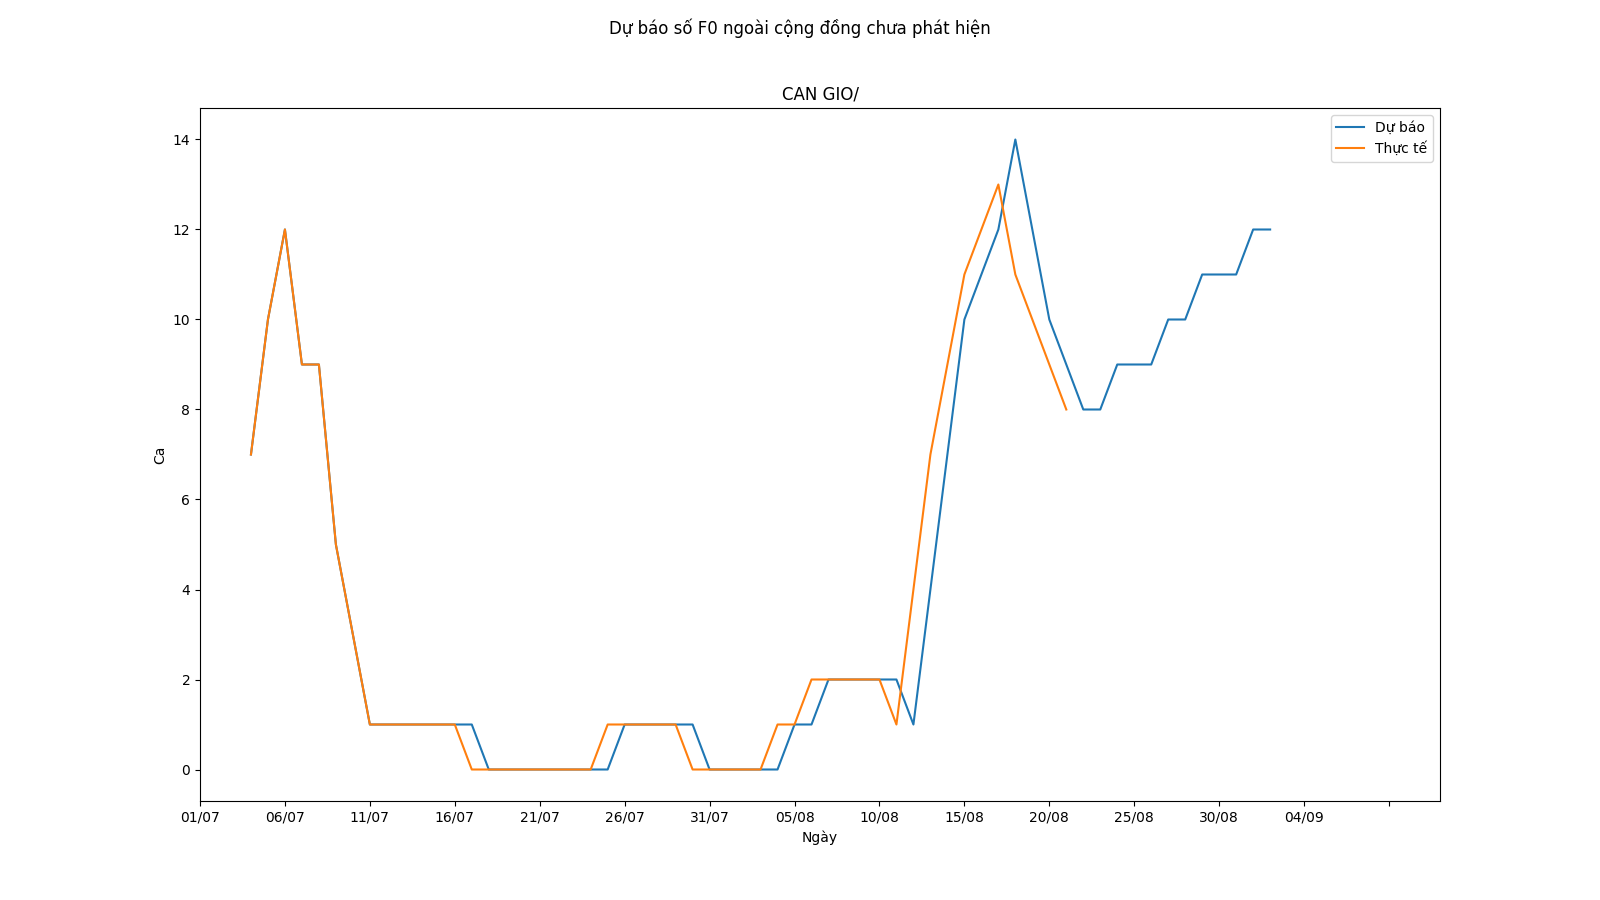 Dự báo số F0 ngoài cộng đồng chưa phát hiện
CAN GIO/
Dự báo
Thực tế
14
12
10
8
6
4
2
0
Ca
01/07 06/07 11/07 16/07 21/07 26/07 31/07 05/08 10/08 15/08 20/08 25/08 30/08 04/09
Ngày